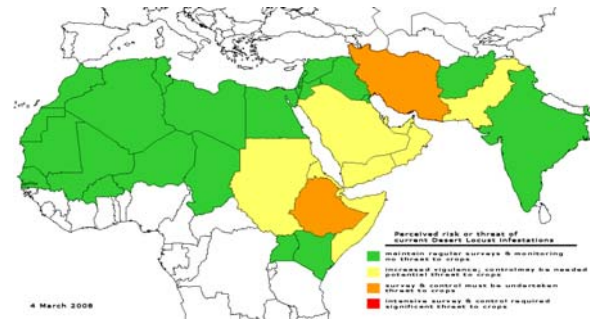 Perceived risk or threat of
current Desert Locust Infestations
maintain regular surveys & monitoring
no threat to crops
increased vigilance; control may be needed
potential threat to crops
survey & control must be undertaken
threat to crops
intensive survey & control required
significant threat to crops
4 March 2008